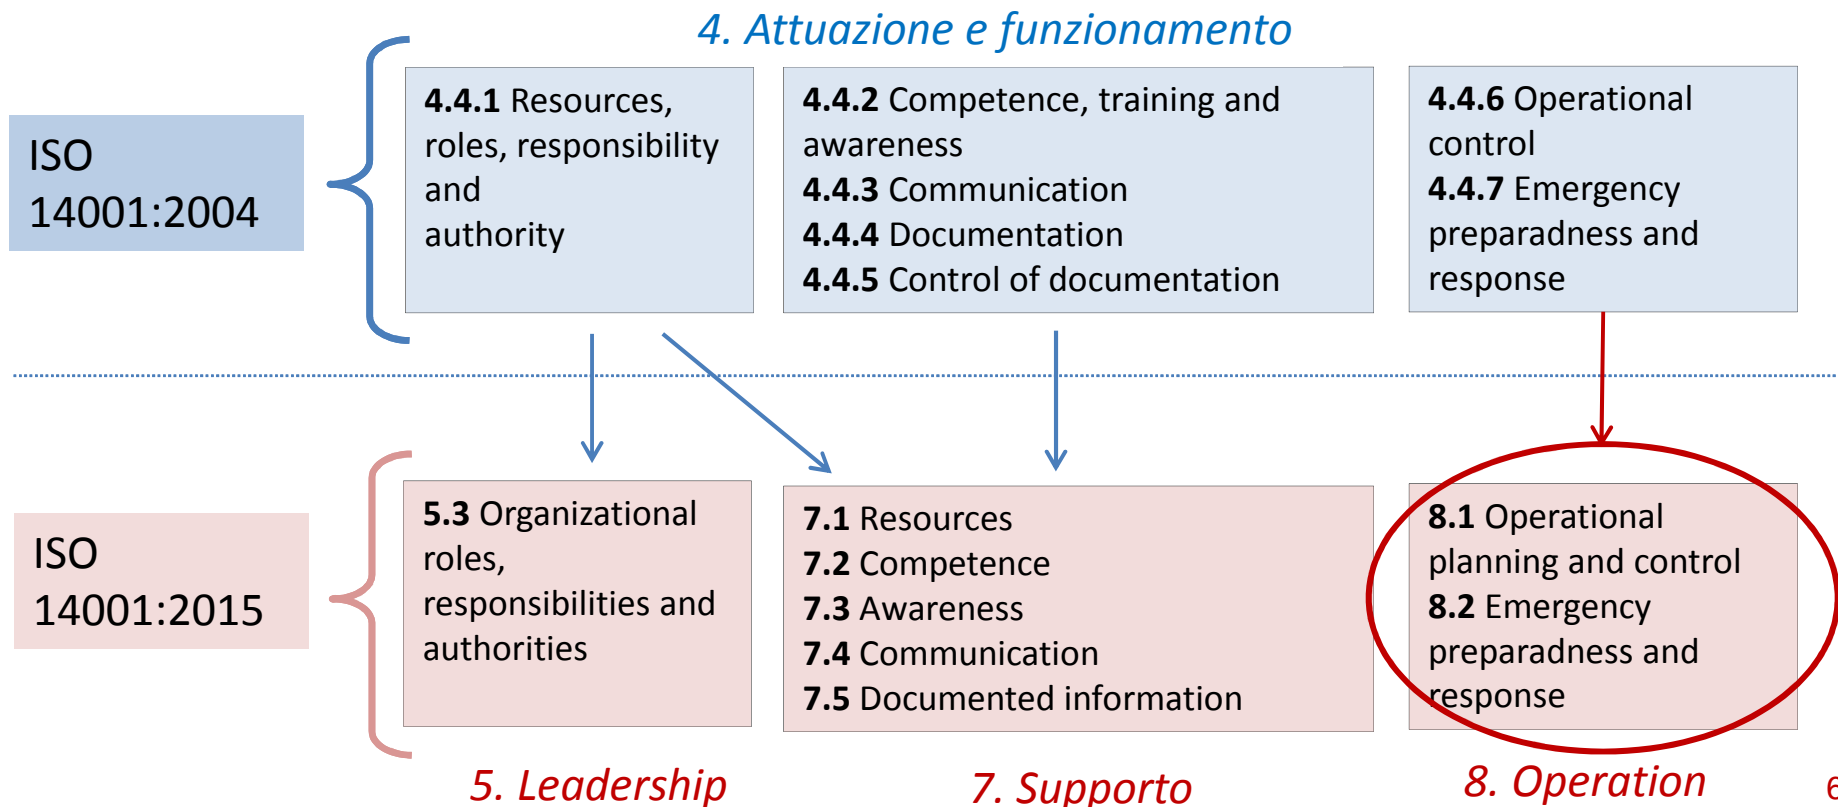 4. Attuazione e funzionamento
ISO
14001:2004
4.4.1 Resources,
roles, responsibility
and
authority
4.4.2 Competence, training and
awareness
4.4.3 Communication
4.4.4 Documentation
4.4.5 Control of documentation
4.4.6 Operational
control
4.4.7 Emergency
preparadness and
response
ISO
14001:2015
5.3 Organizational
roles,
responsibilities and
authorities
7.1 Resources
7.2 Competence
7.3 Awareness
7.4 Communication
7.5 Documented information
8.1 Operational
planning and control
8.2 Emergency
preparadness and
response
5. Leadership
7. Supporto
8. Operation
6